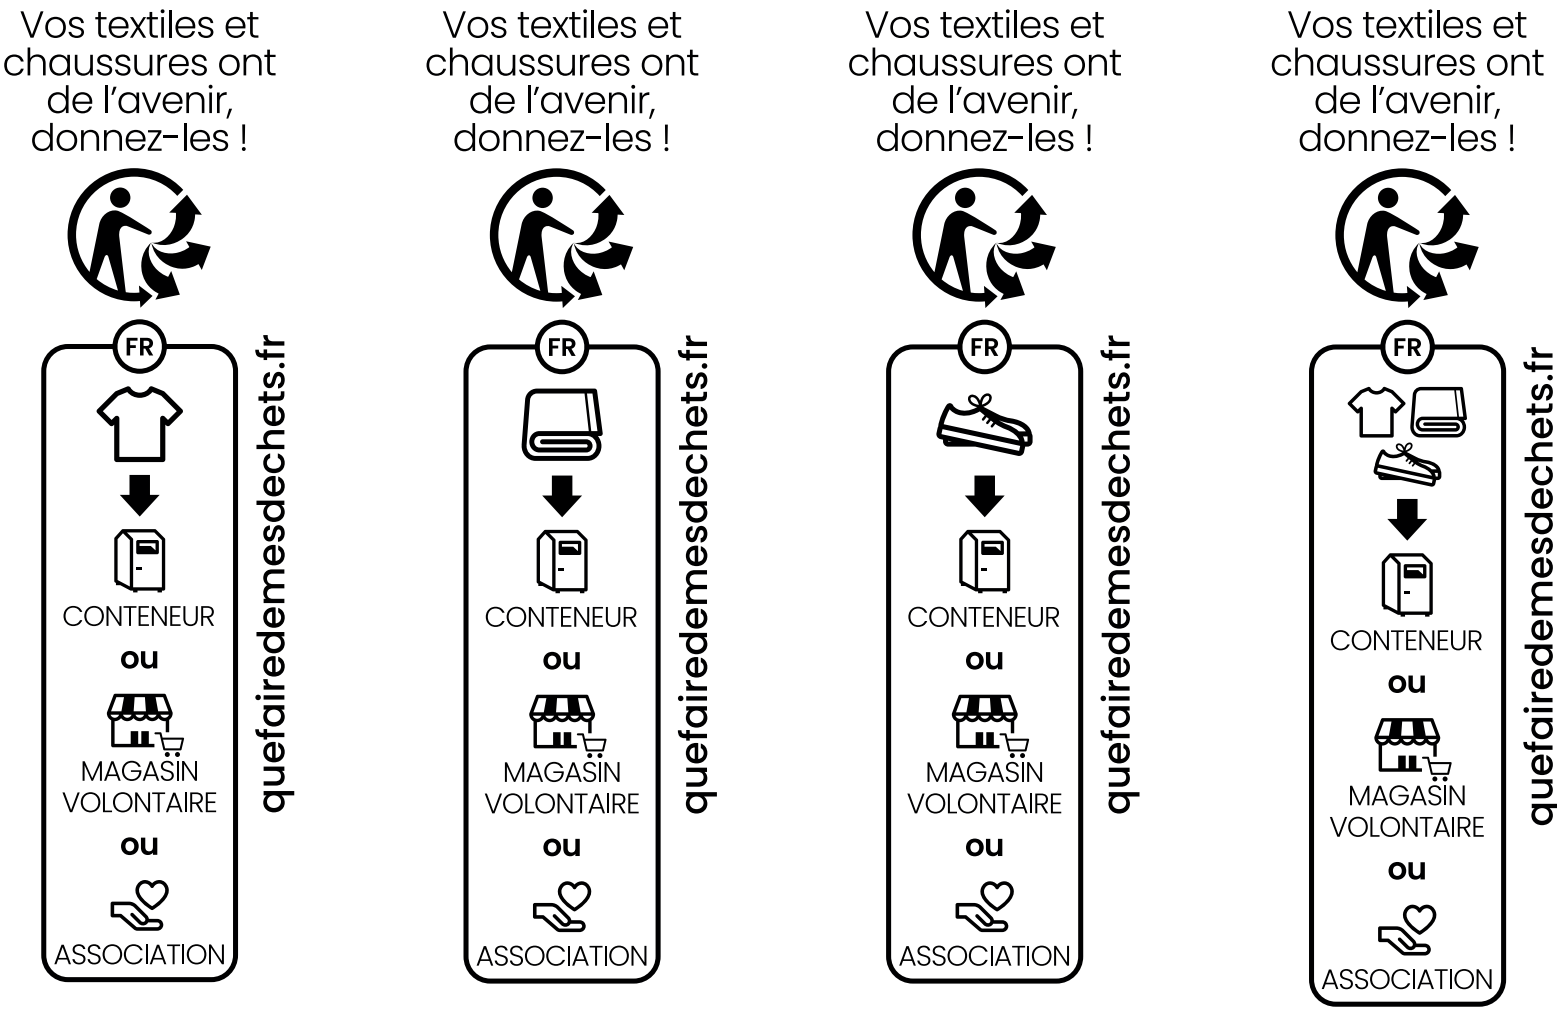 Vos textiles et
chaussures ont
de l'avenir,
donnez-les !
FR
CONTENEUR
ou
MAGASIN
VOLONTAIRE
ou
ASSOCIATION
quefairedemesdechets.fr
Vos textiles et
chaussures ont
de l'avenir,
donnez-les !
FR
CONTENEUR
ou
MAGASIN
VOLONTAIRE
ou
ASSOCIATION
quefairedemesdechets.fr
Vos textiles et
chaussures ont
de l'avenir,
donnez-les !
FR
CONTENEUR
ou
MAGASIN
VOLONTAIRE
ou
ASSOCIATION
quefairedemesdechets.fr
Vos textiles et
chaussures ont
de l'avenir,
donnez-les !
FR
CONTENEUR
ou
MAGASIN
VOLONTAIRE
ou
ASSOCIATION
quefairedemesdechets.fr